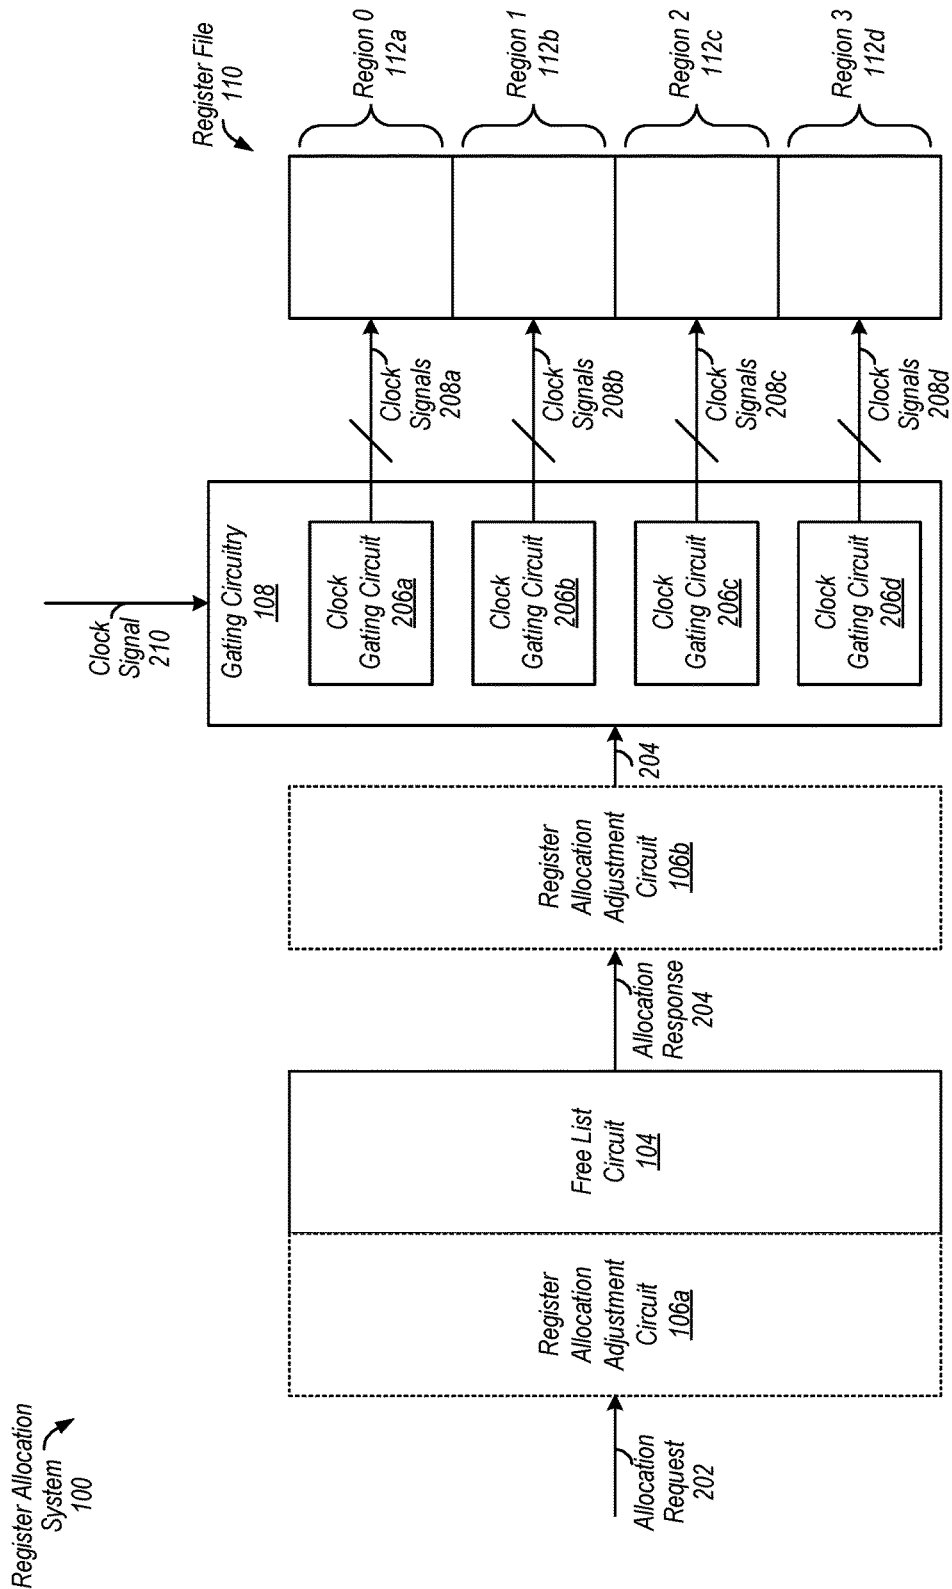 Register Allocation
System
100
Allocation
Request
202
Register
Allocation
Adjustment
Circuit
106a
Free List
Circuit
104
Allocation
Response
204
Register
Allocation
Adjustment
Circuit
106b
204
Clock
Signal
210
Gating Circuitry
108
Clock
Gating Circuit
206a
Clock
Gating Circuit
206b
Clock
Gating Circuit
206c
Clock
Gating Circuit
206d
Clock
Signals
208a
Clock
Signals
208b
Clock
Signals
208c
Clock
Signals
208d
Register File
110
Region 0
112a
Region 1
112b
Region 2
112c
Region 3
112d